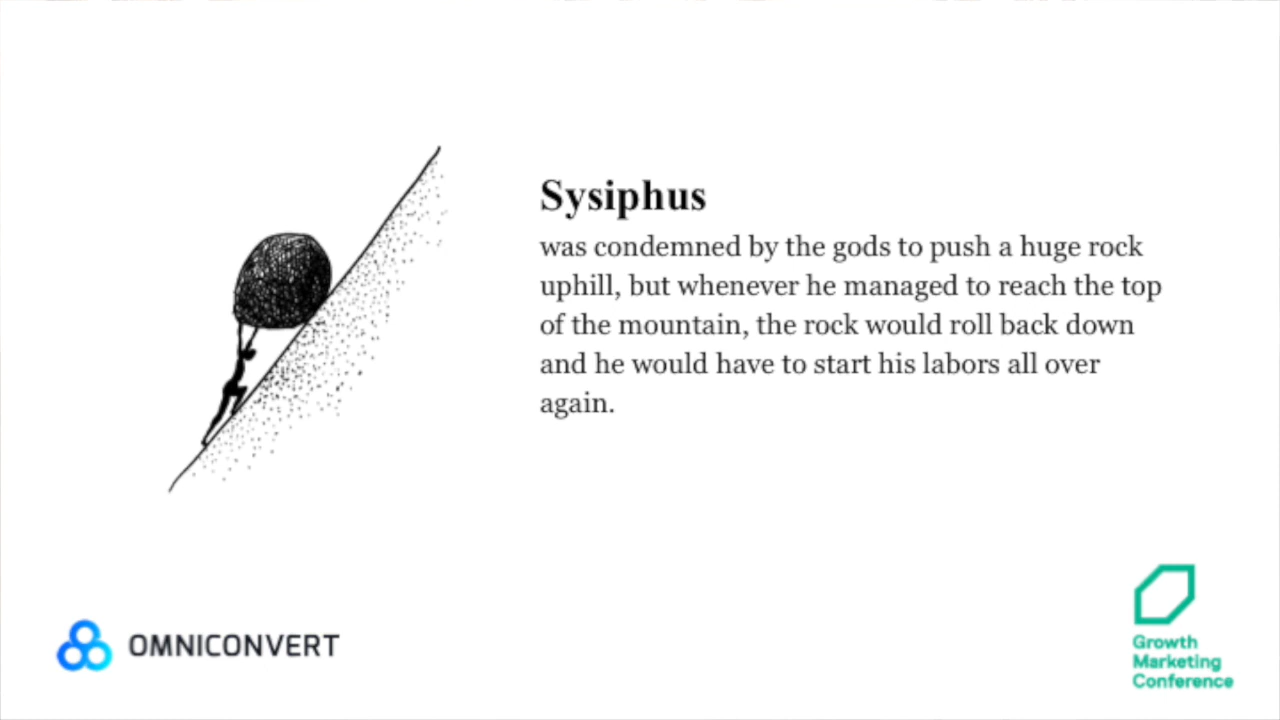 Sysiphus
was condemned by the gods to push a huge rock
uphill, but whenever he managed to reach the top
of the mountain, the rock would roll back down
and he would have to start his labors all over
again.
OMNICONVERT
Growth
Marketing
Conference